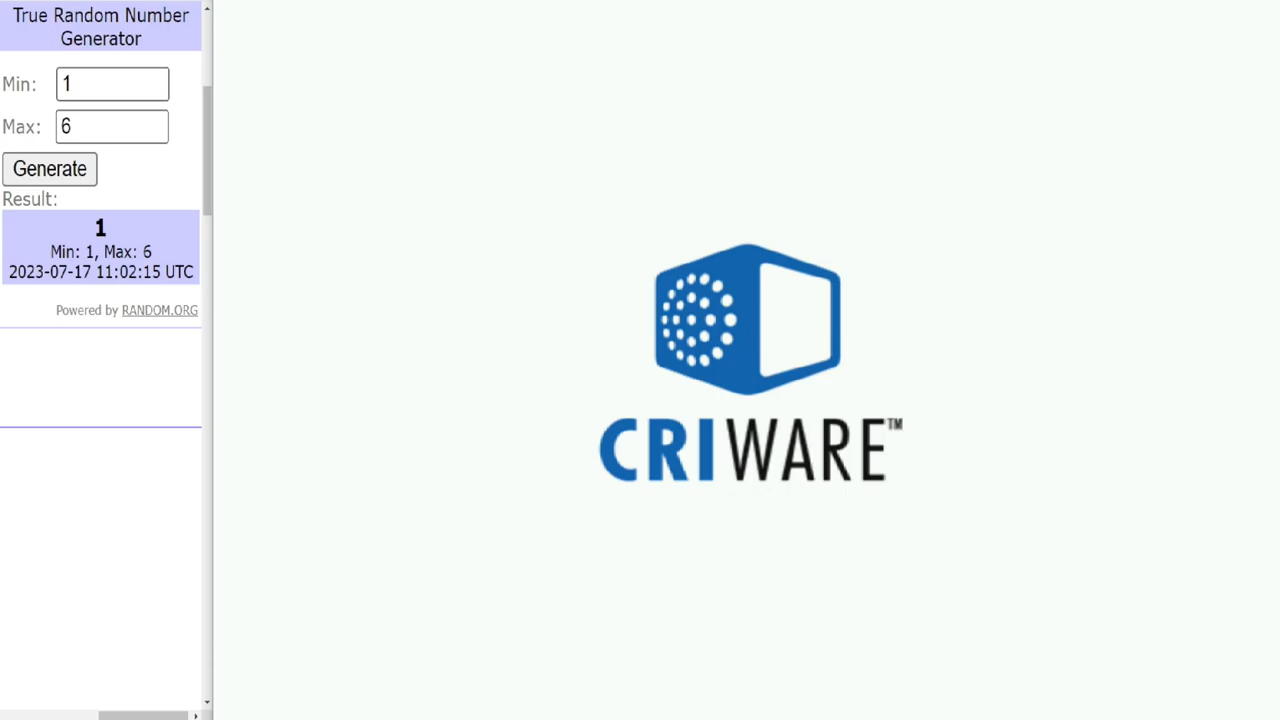 True Random Number
Generator
Min: 1
Max: 6
Generate
Result:
1
Min: 1, Max: 6
2023-07-17 11:02:15 UTC
Powered by RANDOM.ORG
CRIWARE™